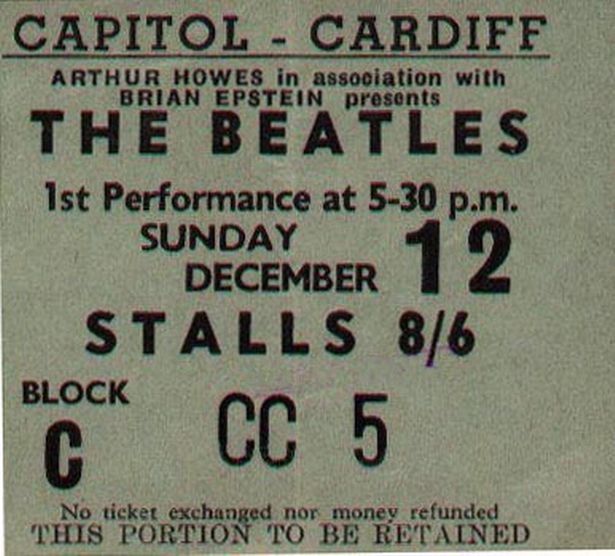 CAPITOL - CARDIFF
ARTHUR HOWES in association with
BRIAN EPSTEIN presents
THE BEATLES
1st Performance at 5-30 p.m.
SUNDAY
DECEMBER 12
STALLS 8/6
BLOCK
C CC 5
No ticket exchanged nor money refunded
THIS PORTION TO BE RETAINED